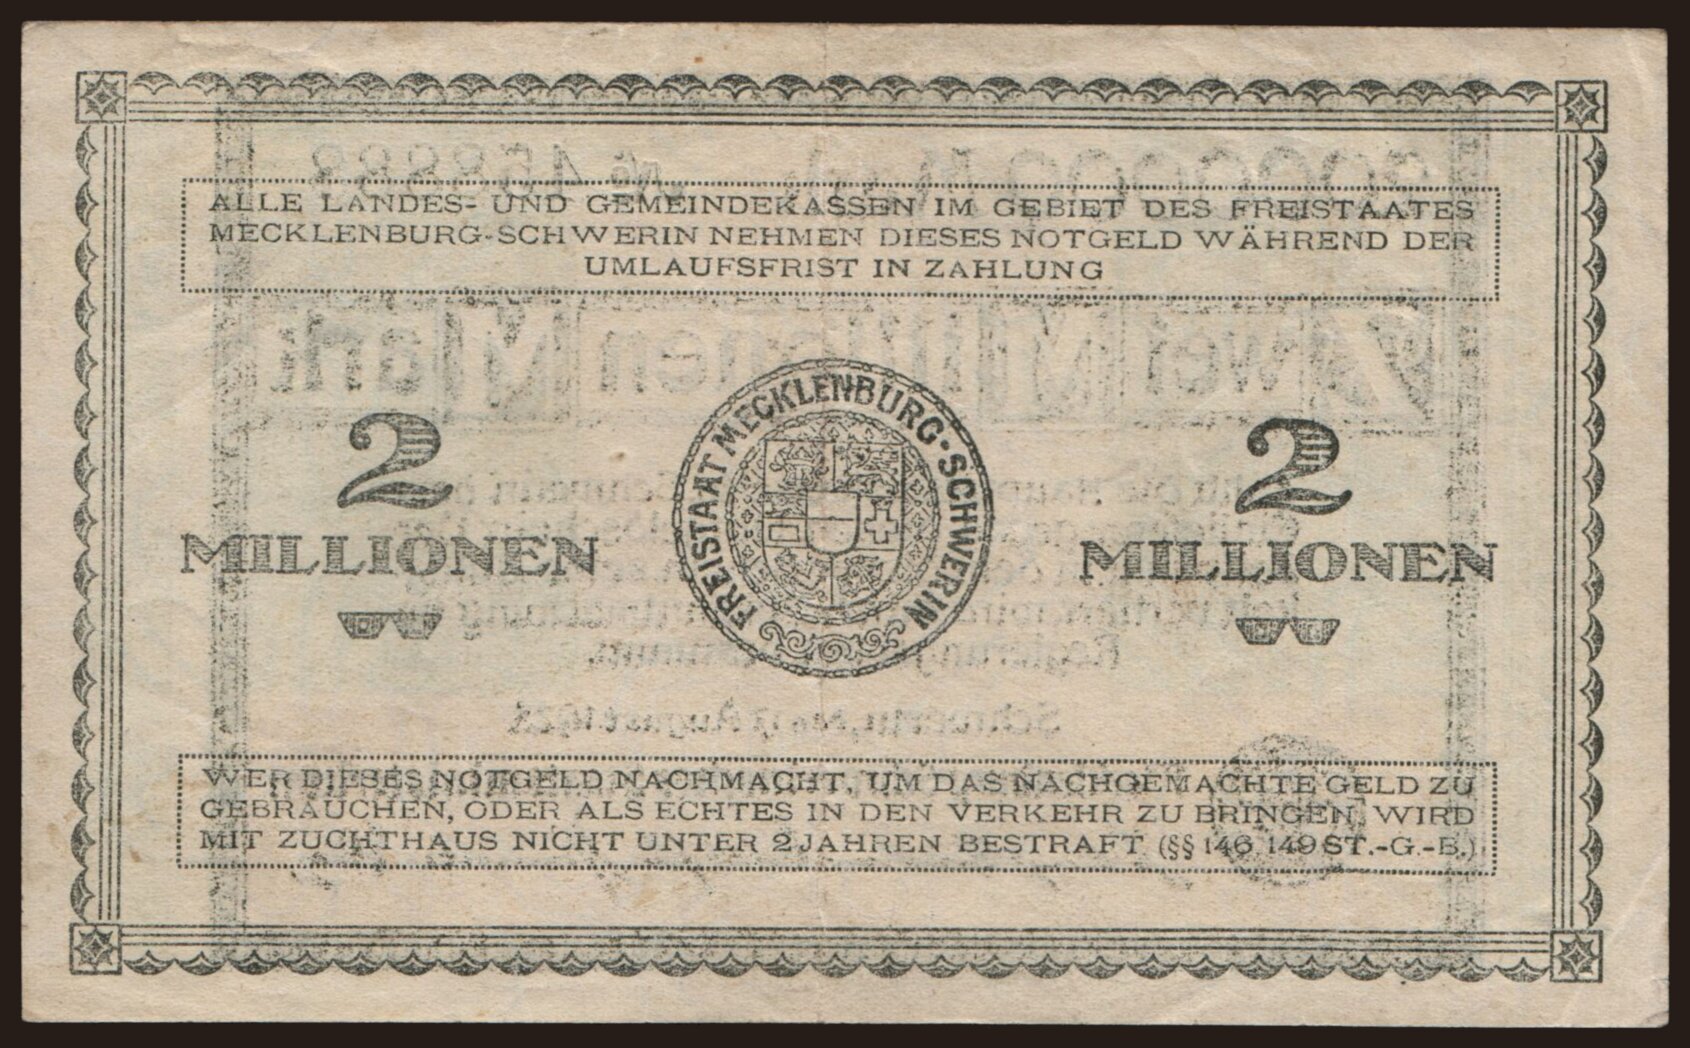 ALLE LANDES- UND GEMEINDEKASSEN IM GEBIET DES FREISTAATES
MECKLENBURG-SCHWERIN NEHMEN DIESES NOTGELD WÄHREND DER
UMLAUFSFRIST IN ZAHLUNG
2
MILLIONEN
FREISTAAT MECKLENBURG-SCHWERIN
2
MILLIONEN
WER DIESES NOTGELD NACHMACHT, UM DAS NACHGEMACHTE GELD ZU
GEBRAUCHEN, ODER ALS ECHTES IN DEN VERKEHR ZU BRINGEN, WIRD
MIT ZUCHTHAUS NICHT UNTER 2 JAHREN BESTRAFT (§§ 146, 149 ST.-G.-B.)